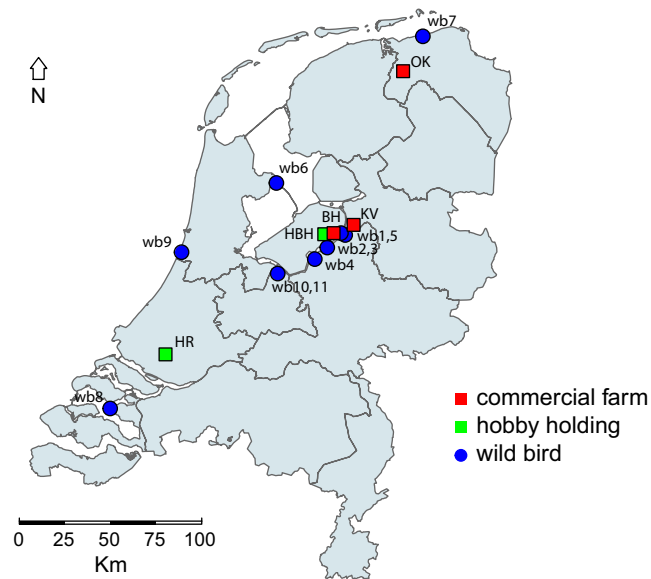 wb7
OK
N
wb6
BH
KV
HBH
wb1,5
wb9
wb2,3
wb4
wb10,11
HR
wb8
commercial farm
hobby holding
wild bird
0 25 50 75 100
Km